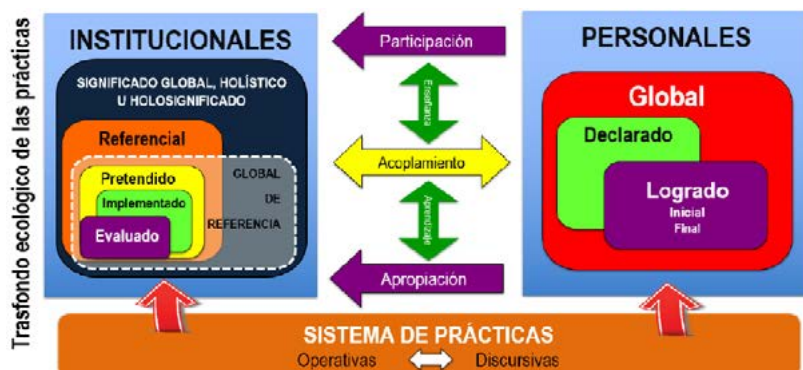 Trasfondo ecológico de las prácticas
INSTITUCIONALES
SIGNIFICADO GLOBAL, HOLÍSTICO
U HOLOSIGNIFICADO
Referencial
Pretendido
Implementado
Evaluado
GLOBAL
DE
REFERENCIA
Participación
Enseñanza
Acoplamiento
Aprendizaje
Apropiación
PERSONALES
Global
Declarado
Logrado
Inicial
Final
SISTEMA DE PRÁCTICAS
Operativas
Discursivas